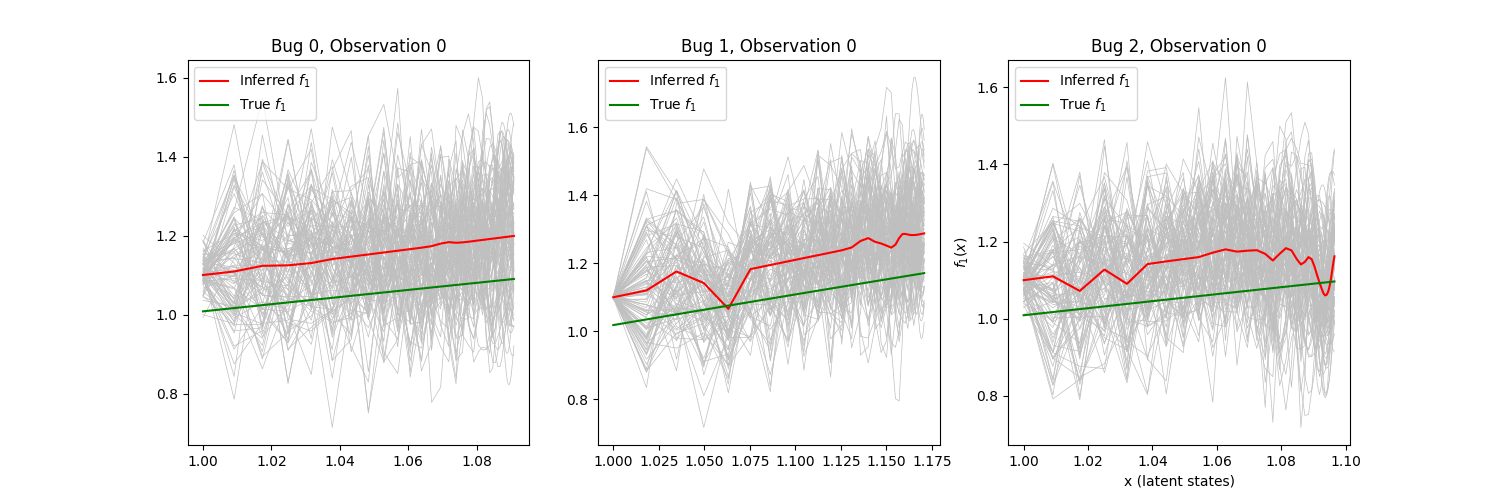 Bug 0, Observation 0
Inferred f₁
True f₁
1.6
1.4
1.2
1.0
0.8
1.00 1.02 1.04 1.06 1.08
Bug 1, Observation 0
Inferred f₁
True f₁
1.6
1.4
1.2
1.0
0.8
1.000 1.025 1.050 1.075 1.100 1.125 1.150 1.175
Bug 2, Observation 0
Inferred f₁
True f₁
f₁(x)
1.6
1.4
1.2
1.0
0.8
1.00 1.02 1.04 1.06 1.08 1.10
x (latent states)